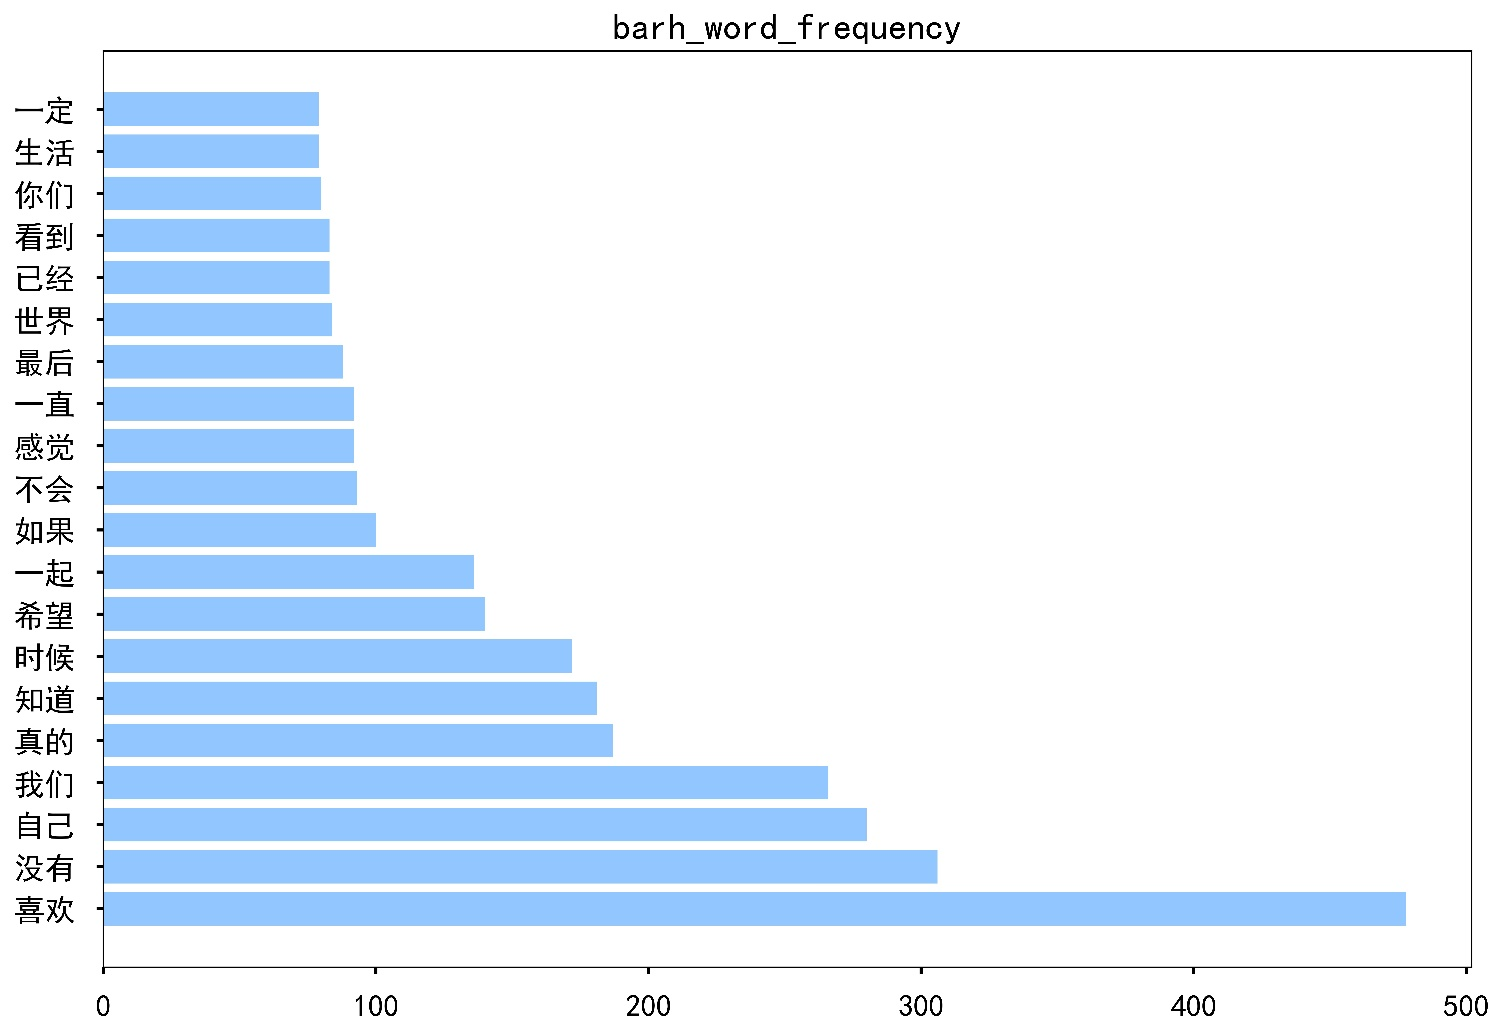 barh_word_frequency
一定
生活
你们
看到
已经
世界
最后
一直
感觉
不会
如果
一起
希望
时候
知道
真的
我们
自己
没有
喜欢
0 100 200 300 400 500